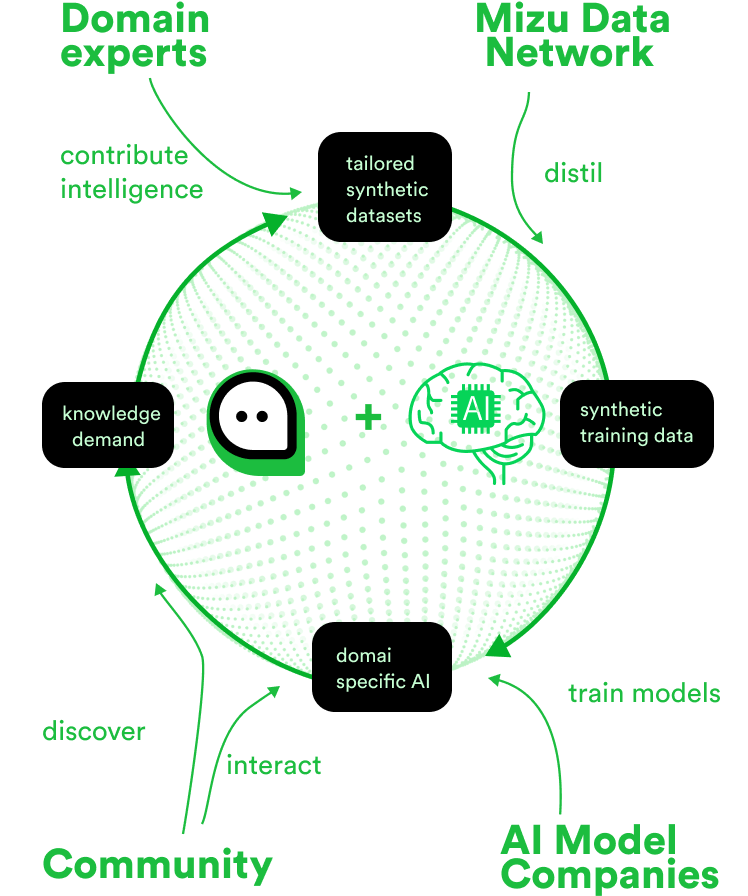 Domain
experts
Mizu Data
Network
contribute
intelligence
distil
tailored
synthetic
datasets
knowledge
demand
+
AI
synthetic
training data
domai
specific AI
train models
discover
interact
Community
AI Model
Companies